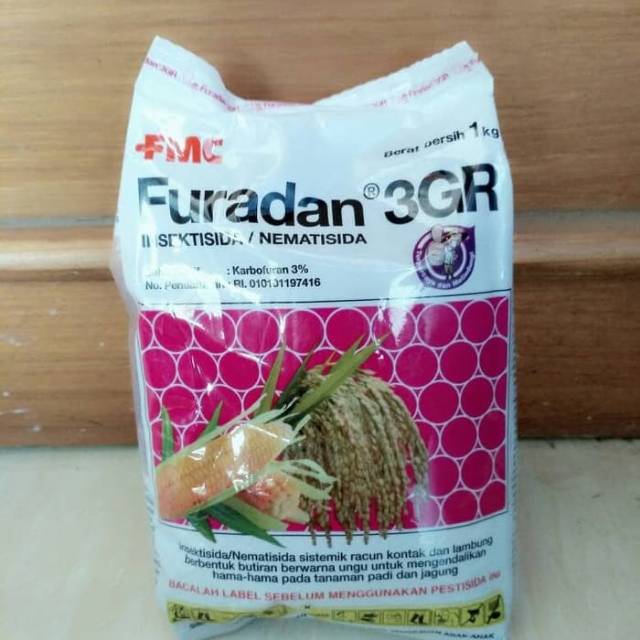 FMC
Berat bersih 1 kg
Furadan® 3GR
INSEKTISIDA / NEMATISIDA
: Karbofuran 3%
No. : RI. 010101197416
Insektisida/Nematisida sistemik racun kontak dan lambung
berbentuk butiran berwarna ungu untuk mengendalikan
hama-hama pada tanaman padi dan jagung
BACALAH LABEL SEBELUM MENGGUNAKAN PESTISIDA INI